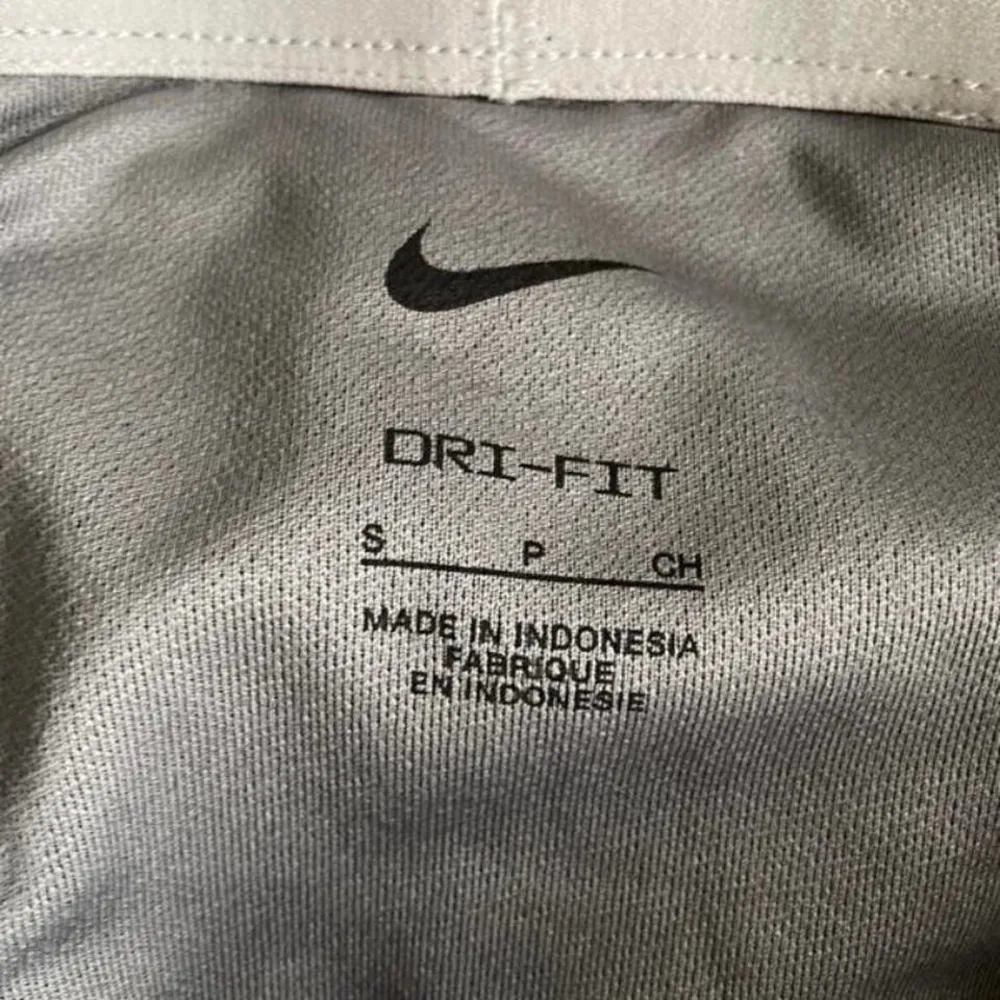 DRI-FIT
S P CH
MADE IN INDONESIA
FABRIQUE
EN INDONESIE